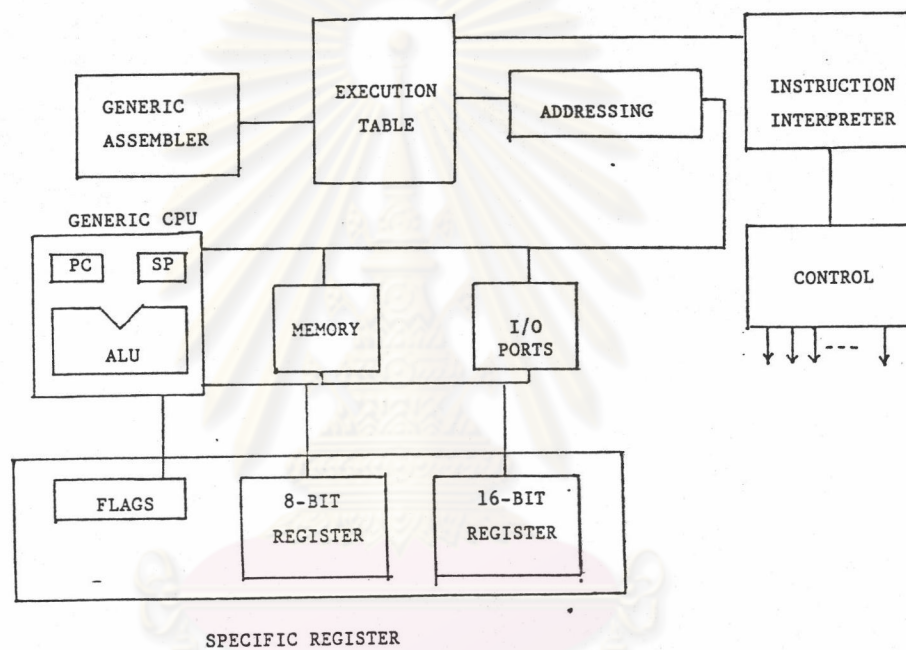 GENERIC
ASSEMBLER
EXECUTION
TABLE
ADDRESSING
INSTRUCTION
INTERPRETER
GENERIC CPU
PC
SP
ALU
MEMORY
I/O
PORTS
CONTROL
FLAGS
8-BIT
REGISTER
16-BIT
REGISTER
SPECIFIC REGISTER